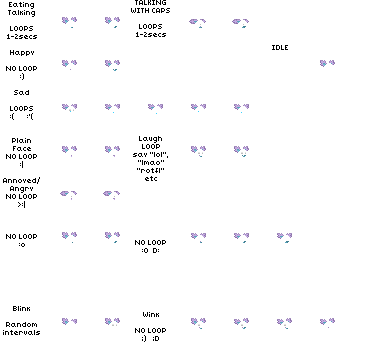 Eating
Talking
LOOPS
1-2secs
TALKING
WITH CAPS
LOOPS
1-2secs
Happy
NO LOOP
:)
IDLE
Sad
LOOPS
:( :'(
Plain
Face
NO LOOP
:|
Laugh
LOOP
say "lol",
"lmao"
"rotfl"
etc
Annoyed/
Angry
NO LOOP
>:|
NO LOOP
:o
NO LOOP
:O D:
Blink
Random
intervals
Wink
NO LOOP
;) ;D